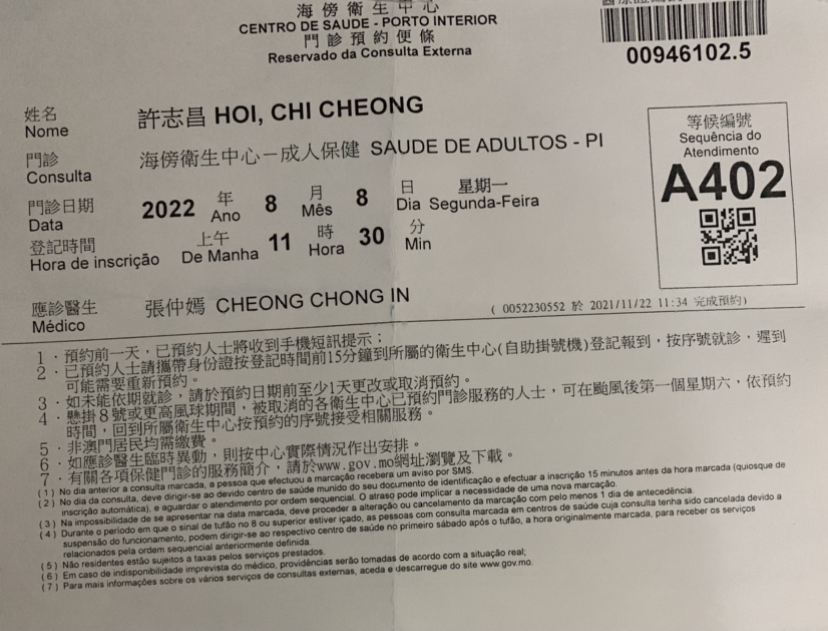 海傍衛生中心
CENTRO DE SAUDE - PORTO INTERIOR
門診預約便條
Reservado da Consulta Externa
00946102.5
姓名 許志昌 HOI, CHI CHEONG
Nome
門診 海傍衛生中心－成人保健 SAUDE DE ADULTOS - PI
Consulta
等候編號
Sequência do
Atendimento
A402
門診日期 2022 年 8 月 8 日 星期一
Data Ano Mês Dia Segunda-Feira
登記時間 上午 11 時 30 分
Hora de inscrição De Manha Hora Min
應診醫生 張仲嫣 CHEONG CHONG IN
Médico
( 0052230552 於 2021/11/22 11:34 完成預約)
1．預約前一天，已預約人士將收到手機短訊提示；
2．已預約人士請攜帶身份證按登記時間前15分鐘到所屬的衛生中心(自助掛號機)登記報到，按序號就診，遲到
可能需要重新預約。
3．如未能依期就診，請於預約日期前至少1天更改或取消預約。
4．懸掛8號或更高風球期間，被取消的各衛生中心已預約門診服務的人士，可在颱風後第一個星期六，依預約
時間，回到所屬衛生中心按預約的序號接受相關服務。
5．非澳門居民均需繳費。
6．如應診醫生臨時異動，則按中心實際情況作出安排。
7．有關各項保健門診的服務簡介，請於www.gov.mo網址瀏覽及下載。
(1) No dia anterior a consulta marcada, a pessoa que efectuou a marcação receberá um aviso por SMS.
(2) No dia da consulta, deve dirigir-se ao devido centro de saúde munido do seu documento de identificação e efectuar a inscrição 15 minutos antes da hora marcada (quiosque de
inscrição automática), e aguardar o atendimento por ordem sequencial. O atraso pode implicar a necessidade de uma nova marcação.
(3) Na impossibilidade de se apresentar na data marcada, deve proceder a alteração ou cancelamento da marcação com pelo menos 1 dia de antecedência.
(4) Durante o período em que o sinal de tufão no 8 ou superior estiver içado, as pessoas com consulta marcada em centros de saúde cuja consulta tenha sido cancelada devido a
suspensão do funcionamento, podem dirigir-se ao respectivo centro de saúde no primeiro sábado após o tufão, a hora originalmente marcada, para receber os serviços
relacionados pela ordem sequencial anteriormente definida.
(5) Não residentes estão sujeitos a taxas pelos serviços prestados.
(6) Em caso de indisponibilidade imprevista do médico, providências serão tomadas de acordo com a situação real;
(7) Para mais informações sobre os vários serviços de consultas externas, aceda e descarregue do site www.gov.mo.